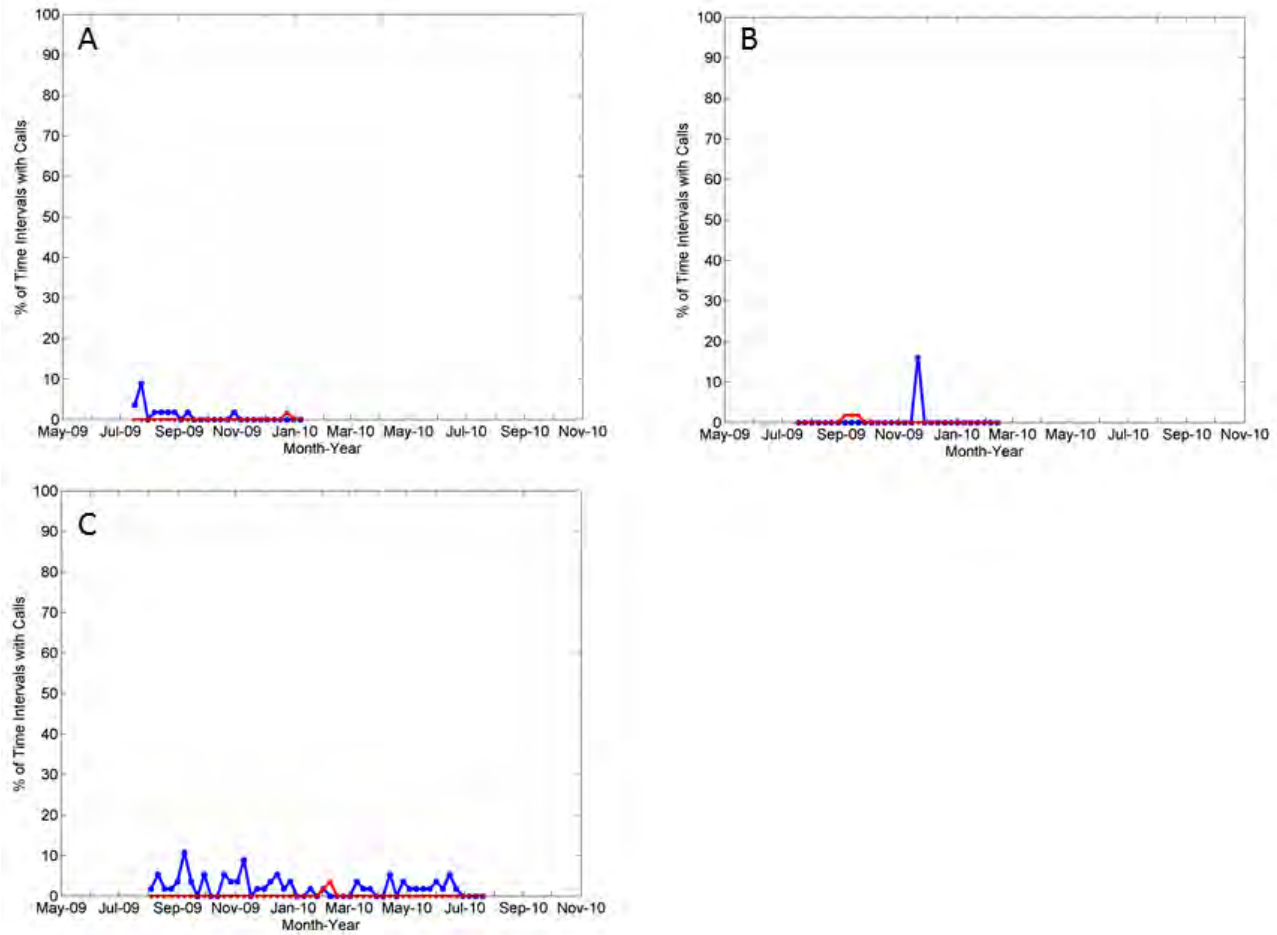 A
% of Time Intervals with Calls
100
90
80
70
60
50
40
30
20
10
0
May-09 Jul-09 Sep-09 Nov-09 Jan-10 Mar-10 May-10 Jul-10 Sep-10 Nov-10
Month-Year
B
% of Time Intervals with Calls
100
90
80
70
60
50
40
30
20
10
0
May-09 Jul-09 Sep-09 Nov-09 Jan-10 Mar-10 May-10 Jul-10 Sep-10 Nov-10
Month-Year
C
% of Time Intervals with Calls
100
90
80
70
60
50
40
30
20
10
0
May-09 Jul-09 Sep-09 Nov-09 Jan-10 Mar-10 May-10 Jul-10 Sep-10 Nov-10
Month-Year